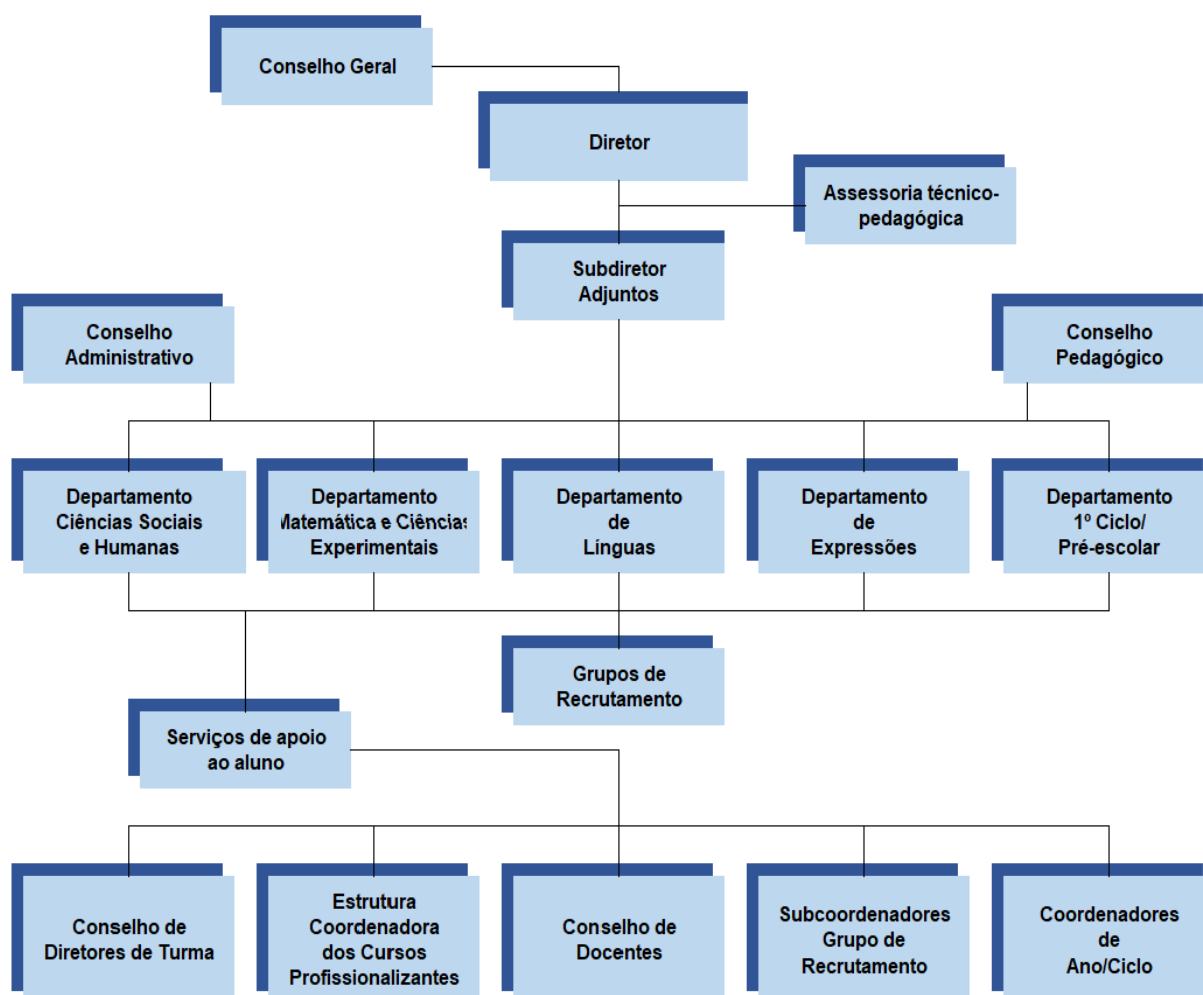 Conselho Geral
Diretor
Assessoria técnico-
pedagógica
Subdiretor
Adjuntos
Conselho
Administrativo
Conselho
Pedagógico
Departamento
Ciências Sociais
e Humanas
Departamento
Matemática e Ciências
Experimentais
Departamento
de
Línguas
Departamento
de
Expressões
Departamento
1º Ciclo/
Pré-escolar
Grupos de
Recrutamento
Serviços de apoio
ao aluno
Conselho de
Diretores de Turma
Estrutura
Coordenadora
dos Cursos
Profissionalizantes
Conselho de
Docentes
Subcoordenadores
Grupo de
Recrutamento
Coordenadores
de
Ano/Ciclo